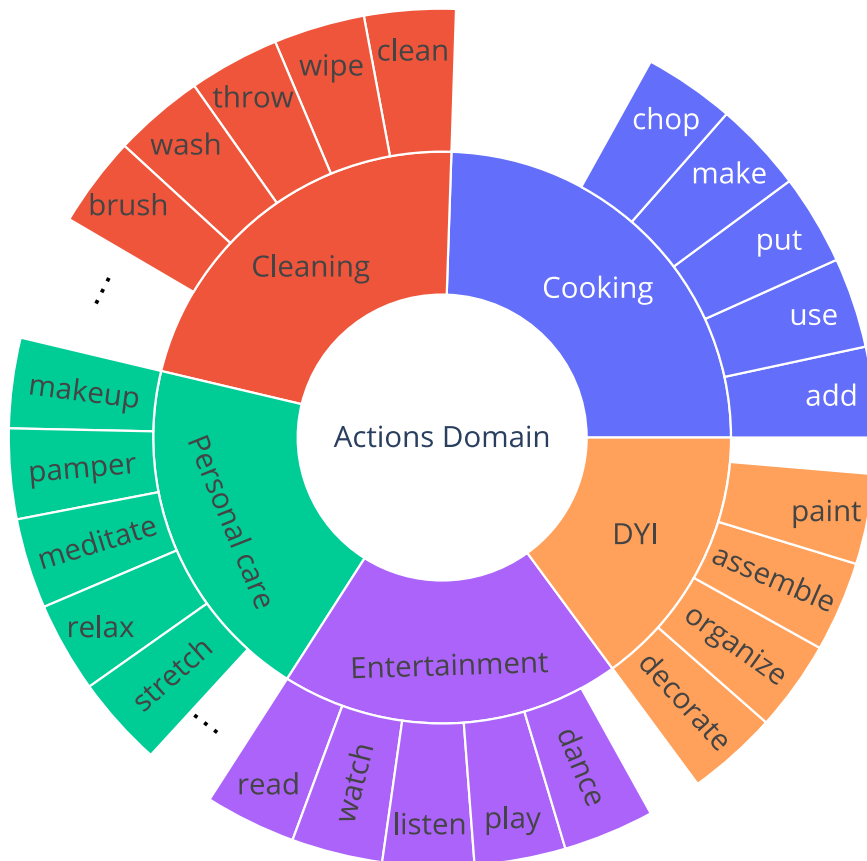 Actions Domain
Cooking
chop
make
put
use
add
DYI
paint
assemble
organize
decorate
Entertainment
dance
play
listen
watch
read
...
Personal care
stretch
relax
meditate
pamper
makeup
...
Cleaning
brush
wash
throw
wipe
clean